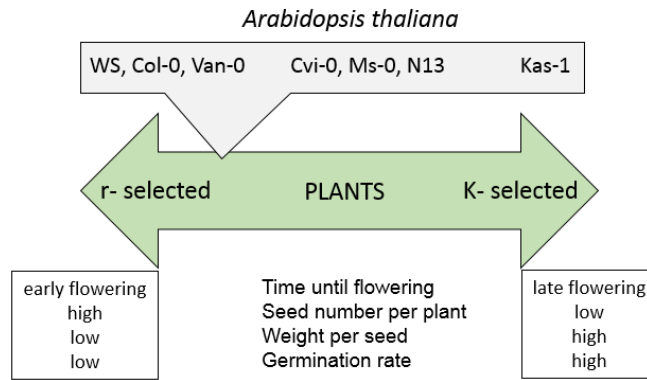 Arabidopsis thaliana
WS, Col-0, Van-0 Cvi-0, Ms-0, N13 Kas-1
r- selected PLANTS K- selected
early flowering Time until flowering late flowering
high Seed number per plant low
low Weight per seed high
low Germination rate high